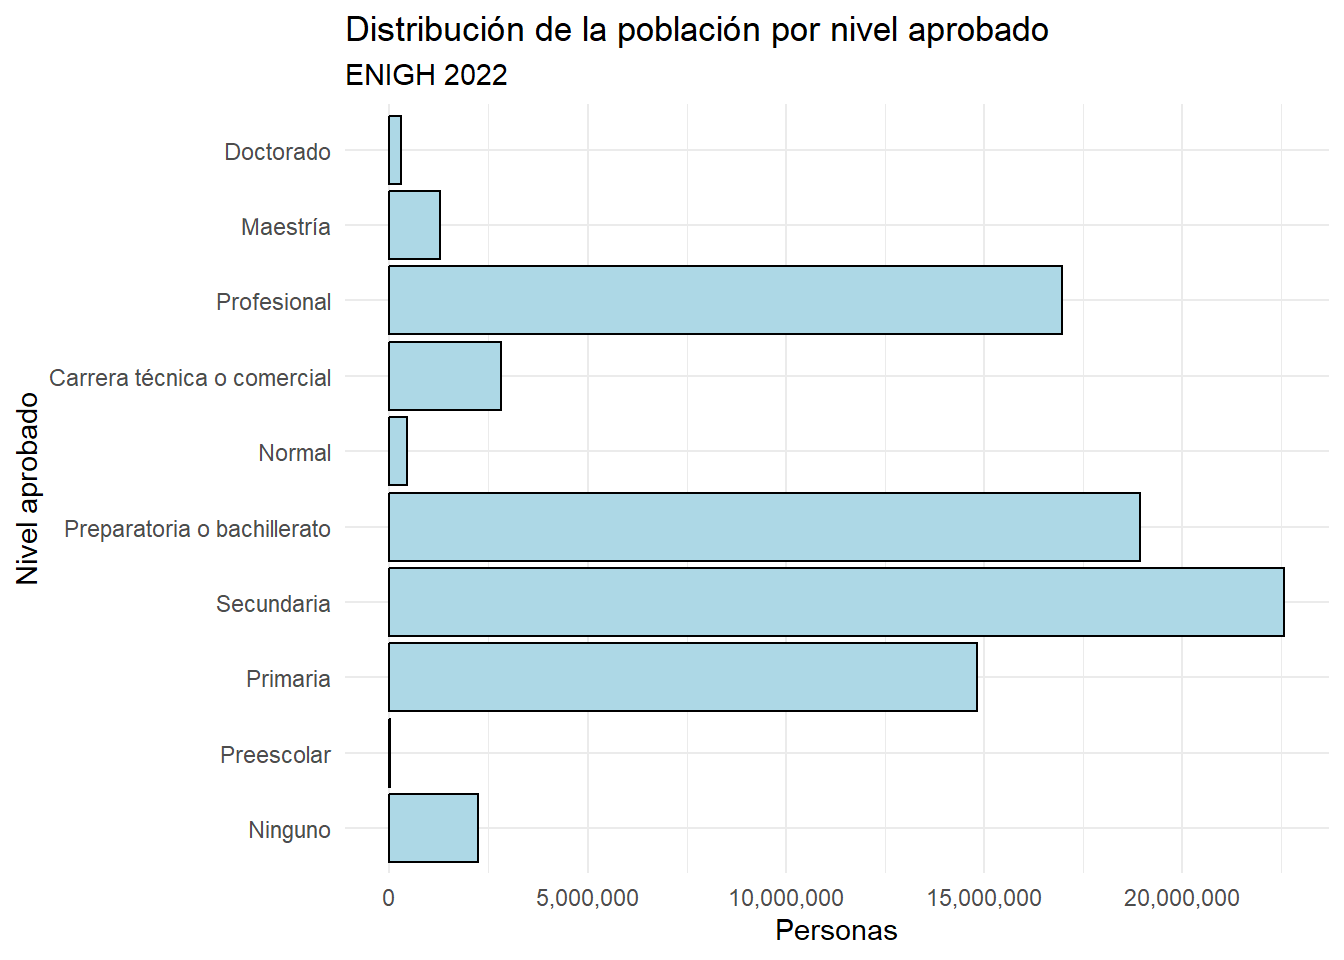 Distribución de la población por nivel aprobado
ENIGH 2022
Nivel aprobado
Doctorado
Maestría
Profesional
Carrera técnica o comercial
Normal
Preparatoria o bachillerato
Secundaria
Primaria
Preescolar
Ninguno
0 5,000,000 10,000,000 15,000,000 20,000,000
Personas